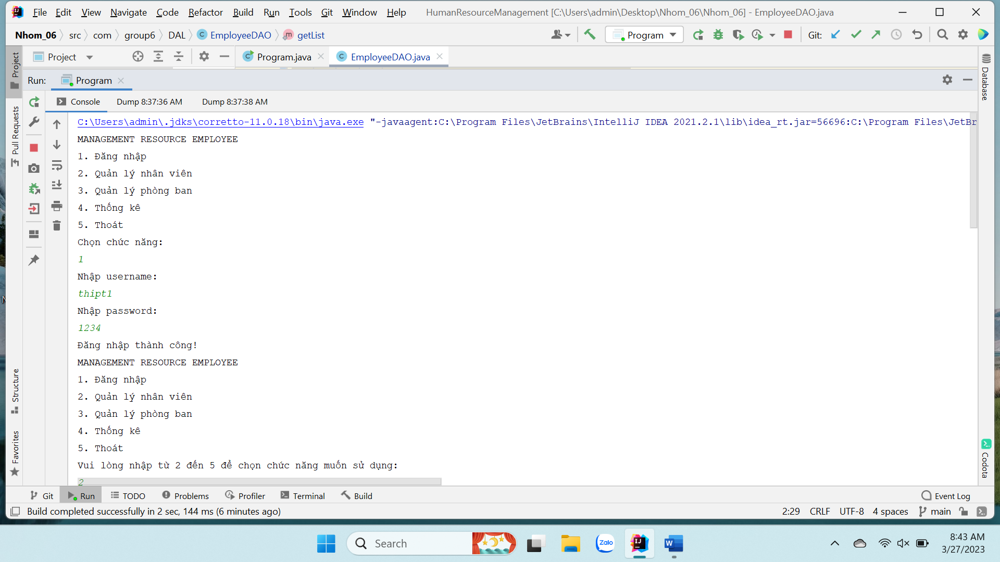 File Edit View Navigate Code Refactor Build Run Tools Git Window Help HumanResourceManagement [C:\Users\admin\Desktop\Nhom_06\Nhom_06] - EmployeeDAO.java
Nhom_06 src com group6 DAL EmployeeDAO getList Program Git:
Project Program.java EmployeeDAO.java
Run: Program
Console Dump 8:37:36 AM Dump 8:37:38 AM
C:\Users\admin\.jdks\corretto-11.0.18\bin\java.exe "-javaagent:C:\Program Files\JetBrains\IntelliJ IDEA 2021.2.1\lib\idea_rt.jar=56696:C:\Program Files\JetBr
MANAGEMENT RESOURCE EMPLOYEE
1. Đăng nhập
2. Quản lý nhân viên
3. Quản lý phòng ban
4. Thống kê
5. Thoát
Chọn chức năng:
1
Nhập username:
thipt1
Nhập password:
1234
Đăng nhập thành công!
MANAGEMENT RESOURCE EMPLOYEE
1. Đăng nhập
2. Quản lý nhân viên
3. Quản lý phòng ban
4. Thống kê
5. Thoát
Vui lòng nhập từ 2 đến 5 để chọn chức năng muốn sử dụng:
2
Project
Pull Requests
Structure
Favorites
Database
Codota
Git Run TODO Problems Profiler Terminal Build Event Log
Build completed successfully in 2 sec, 144 ms (6 minutes ago) 2:29 CRLF UTF-8 4 spaces main
Search Zalo 8:43 AM
3/27/2023